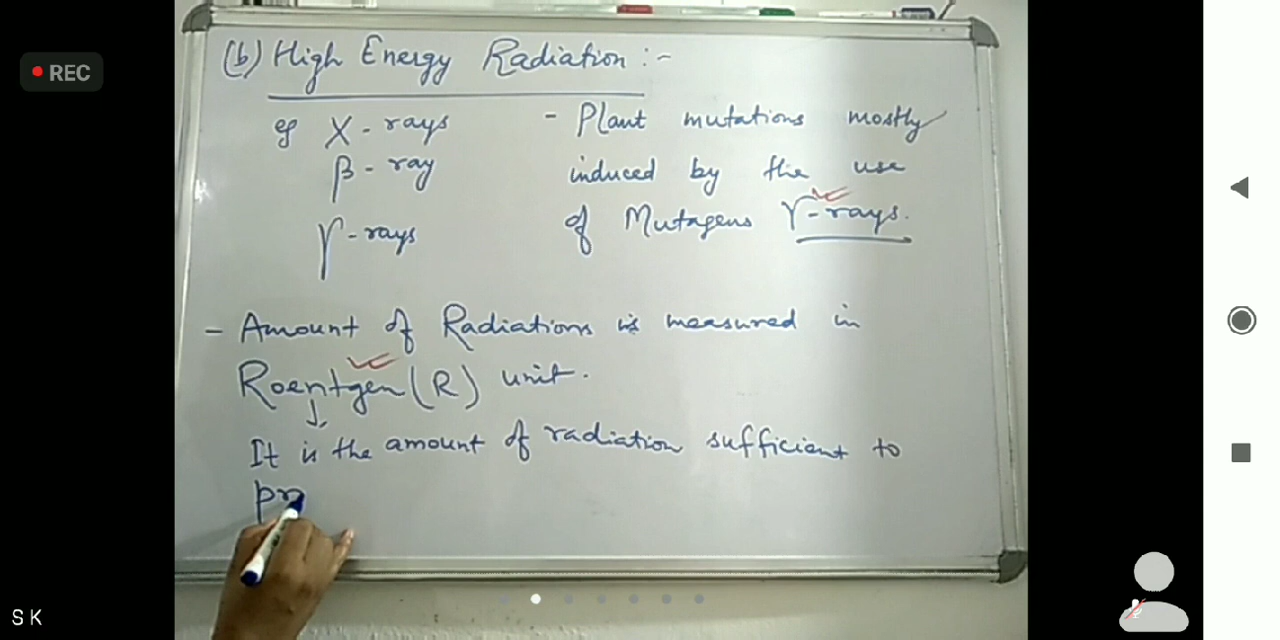 REC
(b) High Energy Radiation :-
eg X-rays
β-ray
γ-rays
- Plant mutations mostly
induced by the use
of Mutagens γ-rays.
- Amount of Radiations is measured in
Roentgen (R) unit.
It is the amount of radiation sufficient to
pr
S K